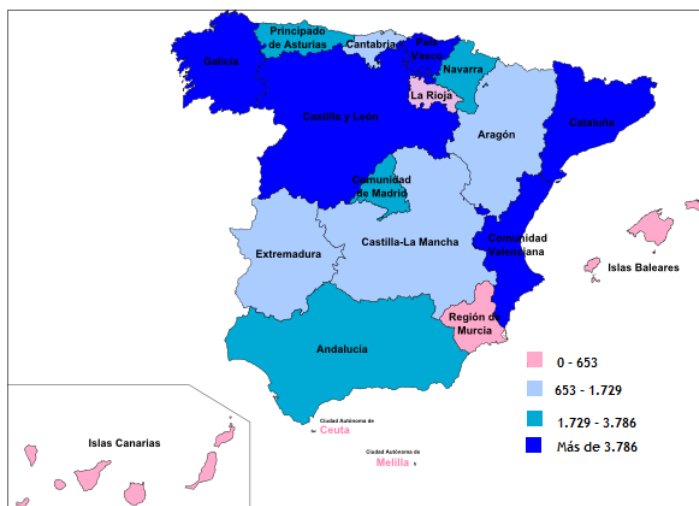 Principado
de Asturias
Cantabria
País
Vasco
Galicia
Navarra
La Rioja
Castilla y León
Aragón
Cataluña
Comunidad
de Madrid
Extremadura
Castilla-La Mancha
Comunidad
Valenciana
Islas Baleares
Región de
Murcia
Andalucía
0 - 653
653 - 1.729
1.729 - 3.786
Más de 3.786
Ciudad Autónoma de
Ceuta
Islas Canarias
Ciudad Autónoma de
Melilla